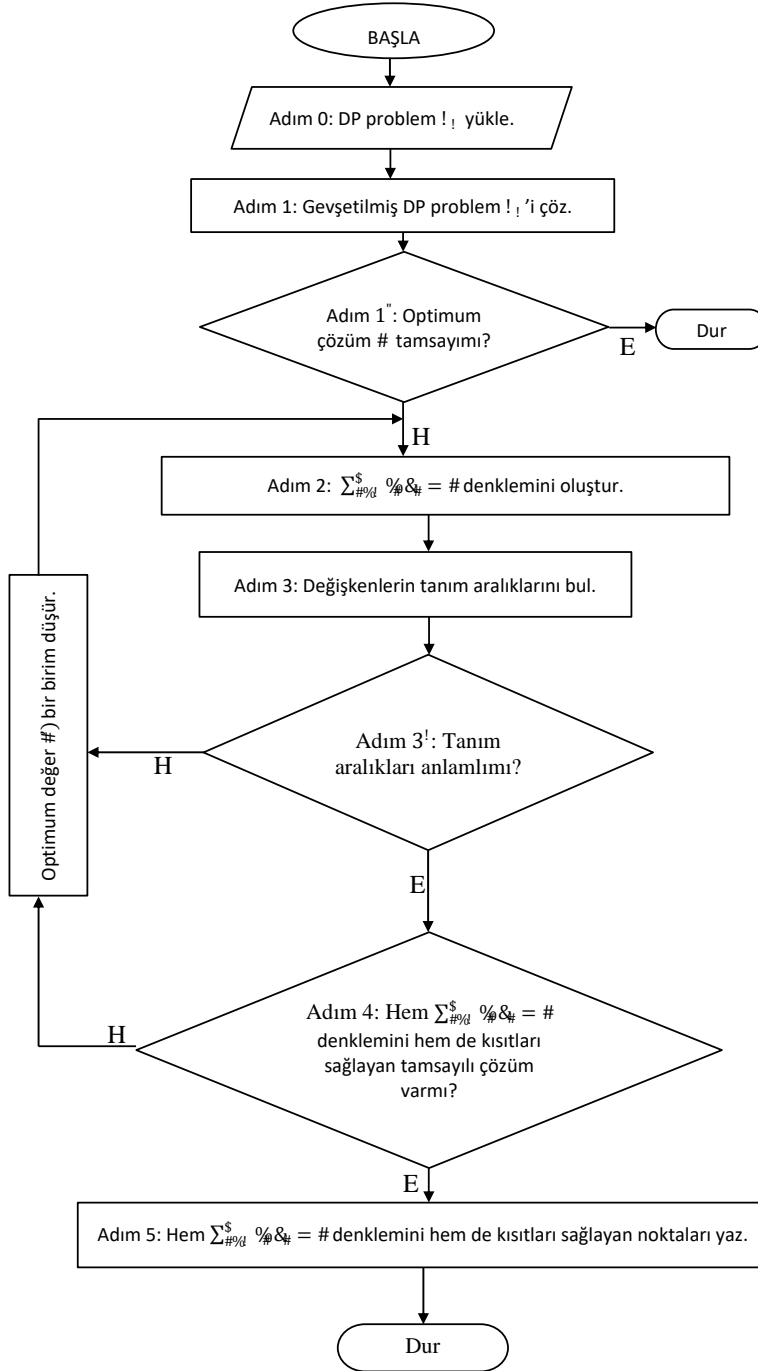 BAŞLA
Adım 0: DP problem ! ! yükle.
Adım 1: Gevşetilmiş DP problem ! ! ’i çöz.
Adım 1": Optimum
çözüm # tamsayımı?
E
Dur
H
Adım 2: = # denklemini oluştur.
Adım 3: Değişkenlerin tanım aralıklarını bul.
Optimum değer bir birim düşür.
Adım 3!: Tanım
aralıkları anlamlımı?
H
E
Adım 4: Hem = #
denklemini hem de kısıtları
sağlayan tamsayılı çözüm
varmı?
H
E
Adım 5: Hem = # denklemini hem de kısıtları sağlayan noktaları yaz.
Dur